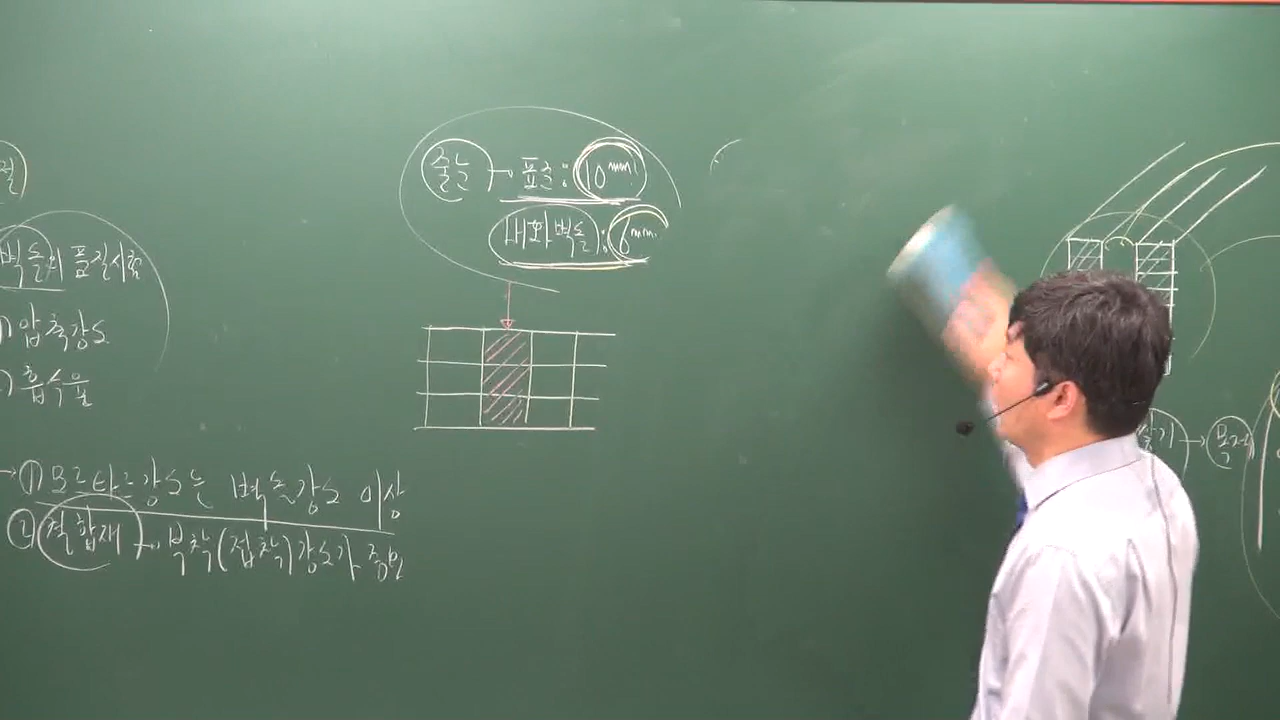 벽돌의 품질시험
압축강도
흡수율
줄눈 → 표준 : 10mm
내화벽돌 : 6mm
→ ① 모르타르강도는 벽돌강도 이상
② 접합재 → 부착(접착)강도가 중요